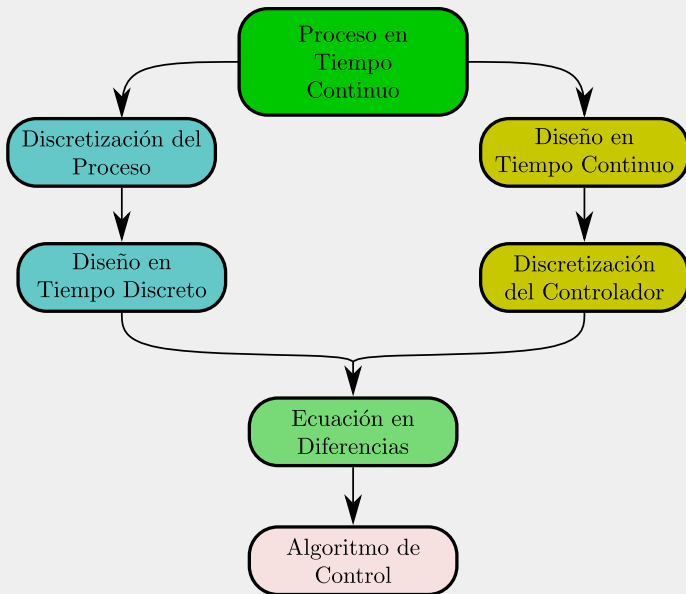 Proceso en
Tiempo
Continuo
Discretización del
Proceso
Diseño en
Tiempo Continuo
Diseño en
Tiempo Discreto
Discretización
del Controlador
Ecuación en
Diferencias
Algoritmo de
Control